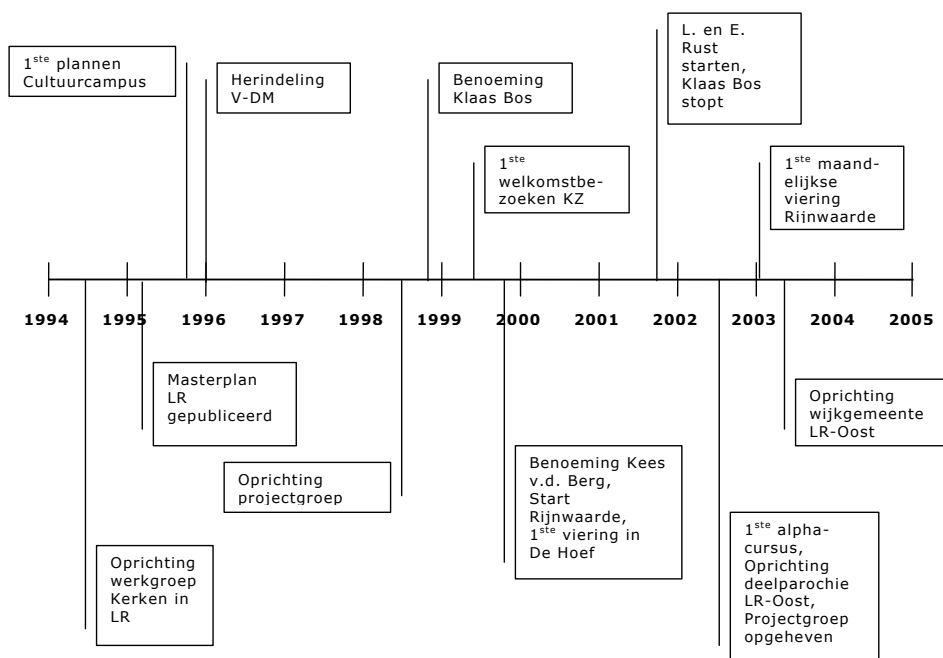 1ste plannen
Cultuurcampus
Herindeling
V-DM
Benoeming
Klaas Bos
L. en E.
Rust
starten,
Klaas Bos
stopt
1ste
welkomstbe-
zoeken KZ
1ste maand-
elijkse
viering
Rijnwaarde
1994 1995 1996 1997 1998 1999 2000 2001 2002 2003 2004 2005
Masterplan
LR
gepubliceerd
Oprichting
projectgroep
Oprichting
werkgroep
Kerken in
LR
Benoeming Kees
v.d. Berg,
Start
Rijnwaarde,
1ste viering in
De Hoef
Oprichting
wijkgemeente
LR-Oost
1ste alpha-
cursus,
Oprichting
deelparochie
LR-Oost,
Projectgroep
opgeheven